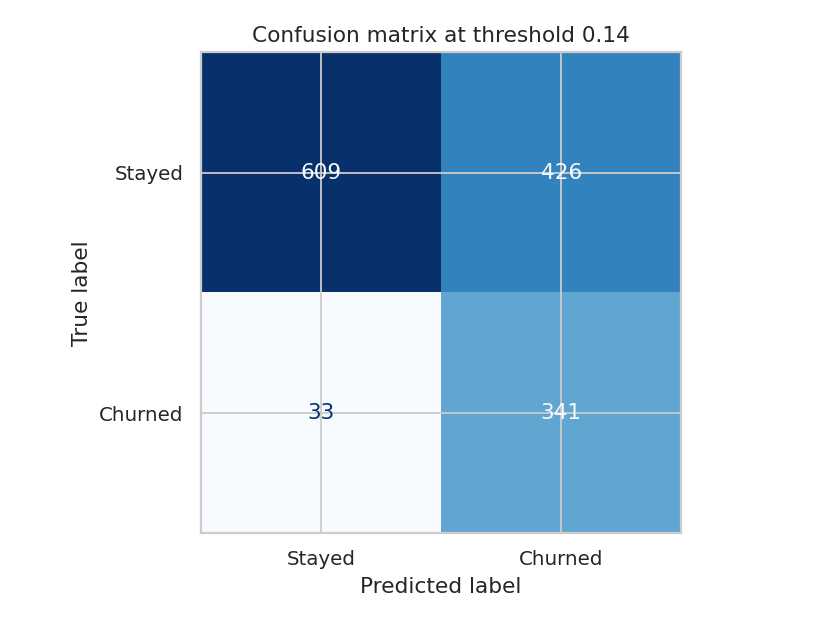 Confusion matrix at threshold 0.14
Stayed
609
426
True label
Churned
33
341
Stayed
Churned
Predicted label